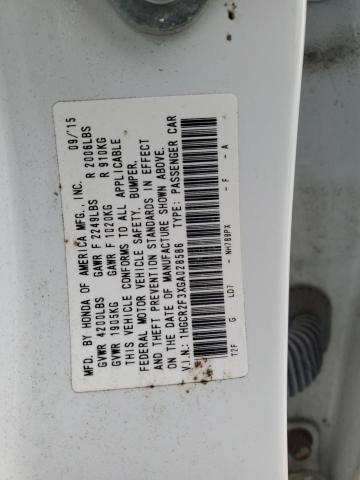 MFD. BY HONDA OF AMERICA MFG., INC. 09/'15
GVWR 4200LBS GAWR F 2249LBS R 2006LBS
GVWR 1905KG GAWR F 1020KG R 910KG
THIS VEHICLE CONFORMS TO ALL APPLICABLE
FEDERAL MOTOR VEHICLE SAFETY, BUMPER,
AND THEFT PREVENTION STANDARDS IN EFFECT
ON THE DATE OF MANUFACTURE SHOWN ABOVE.
V.I.N.: 1HGCR2F3XGA028586 TYPE: PASSENGER CAR
T2F G LD7 - NH788PX - F - A